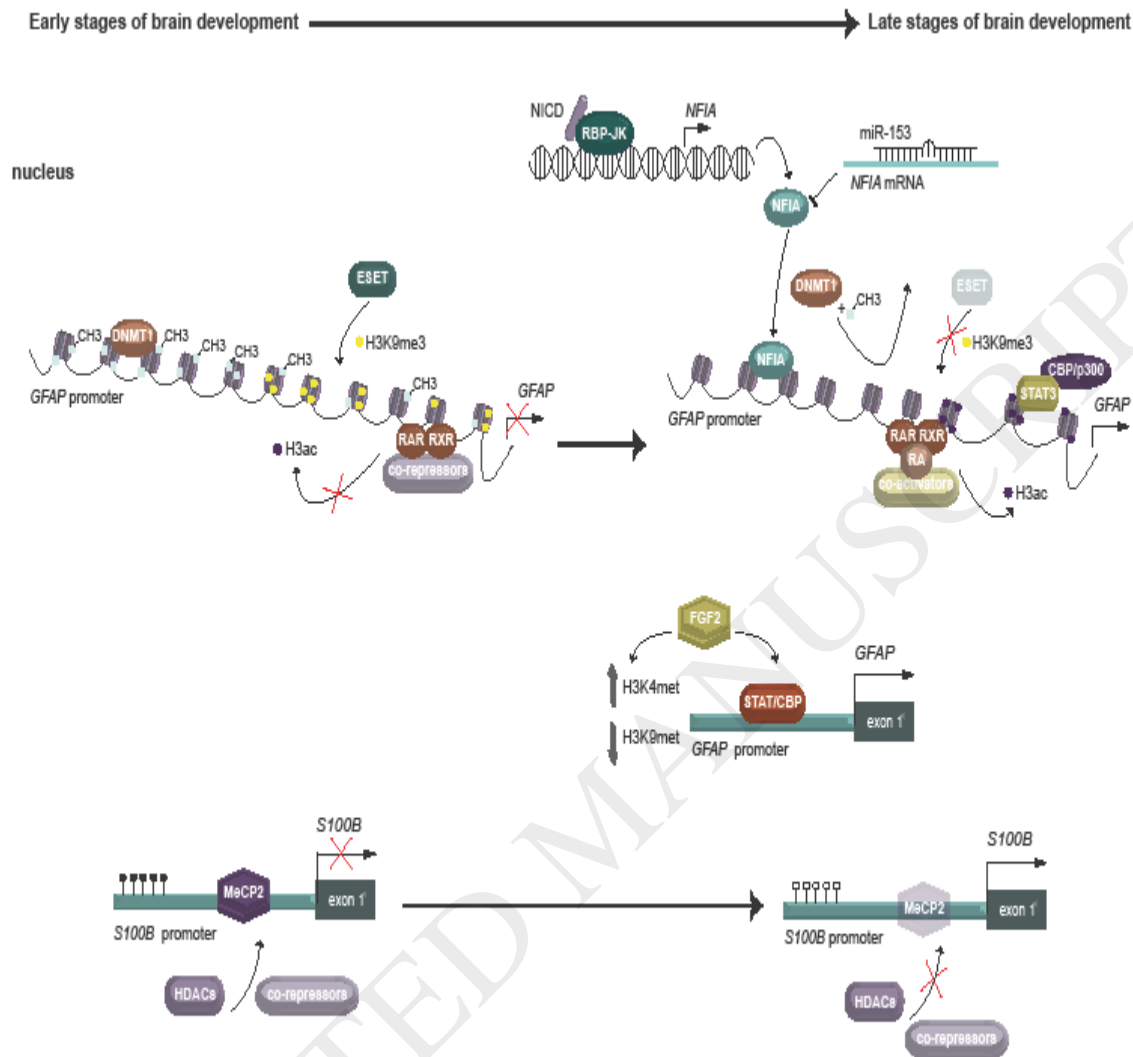 Early stages of brain development
Late stages of brain development
NICD
RBP-JK
NFIA
miR-153
NFIA mRNA
nucleus
NFIA
ESET
DNMT1
+
CH3
ESET
H3K9me3
H3K9me3
CH3
DNMT1
CH3
CH3
CH3
CH3
CH3
GFAP promoter
GFAP
H3ac
RAR
RXR
co-repressors
NFIA
CBP/p300
STAT3
GFAP
GFAP promoter
RAR
RXR
RA
co-activators
H3ac
FGF2
H3K4met
H3K9met
STAT/CBP
GFAP
exon 1
GFAP promoter
S100B
MeCP2
exon 1
S100B promoter
HDACs
co-repressors
S100B
MeCP2
exon 1
S100B promoter
HDACs
co-repressors
TED MANUSCRIPT